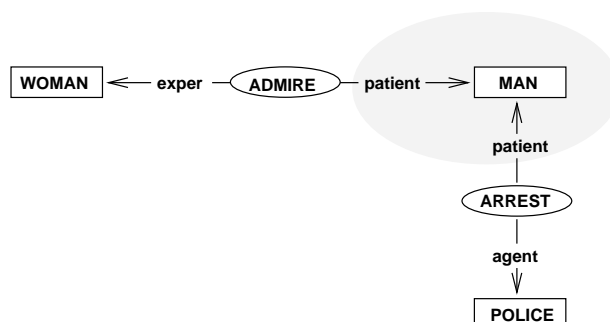 WOMAN exper ADMIRE patient MAN
patient
ARREST
agent
POLICE